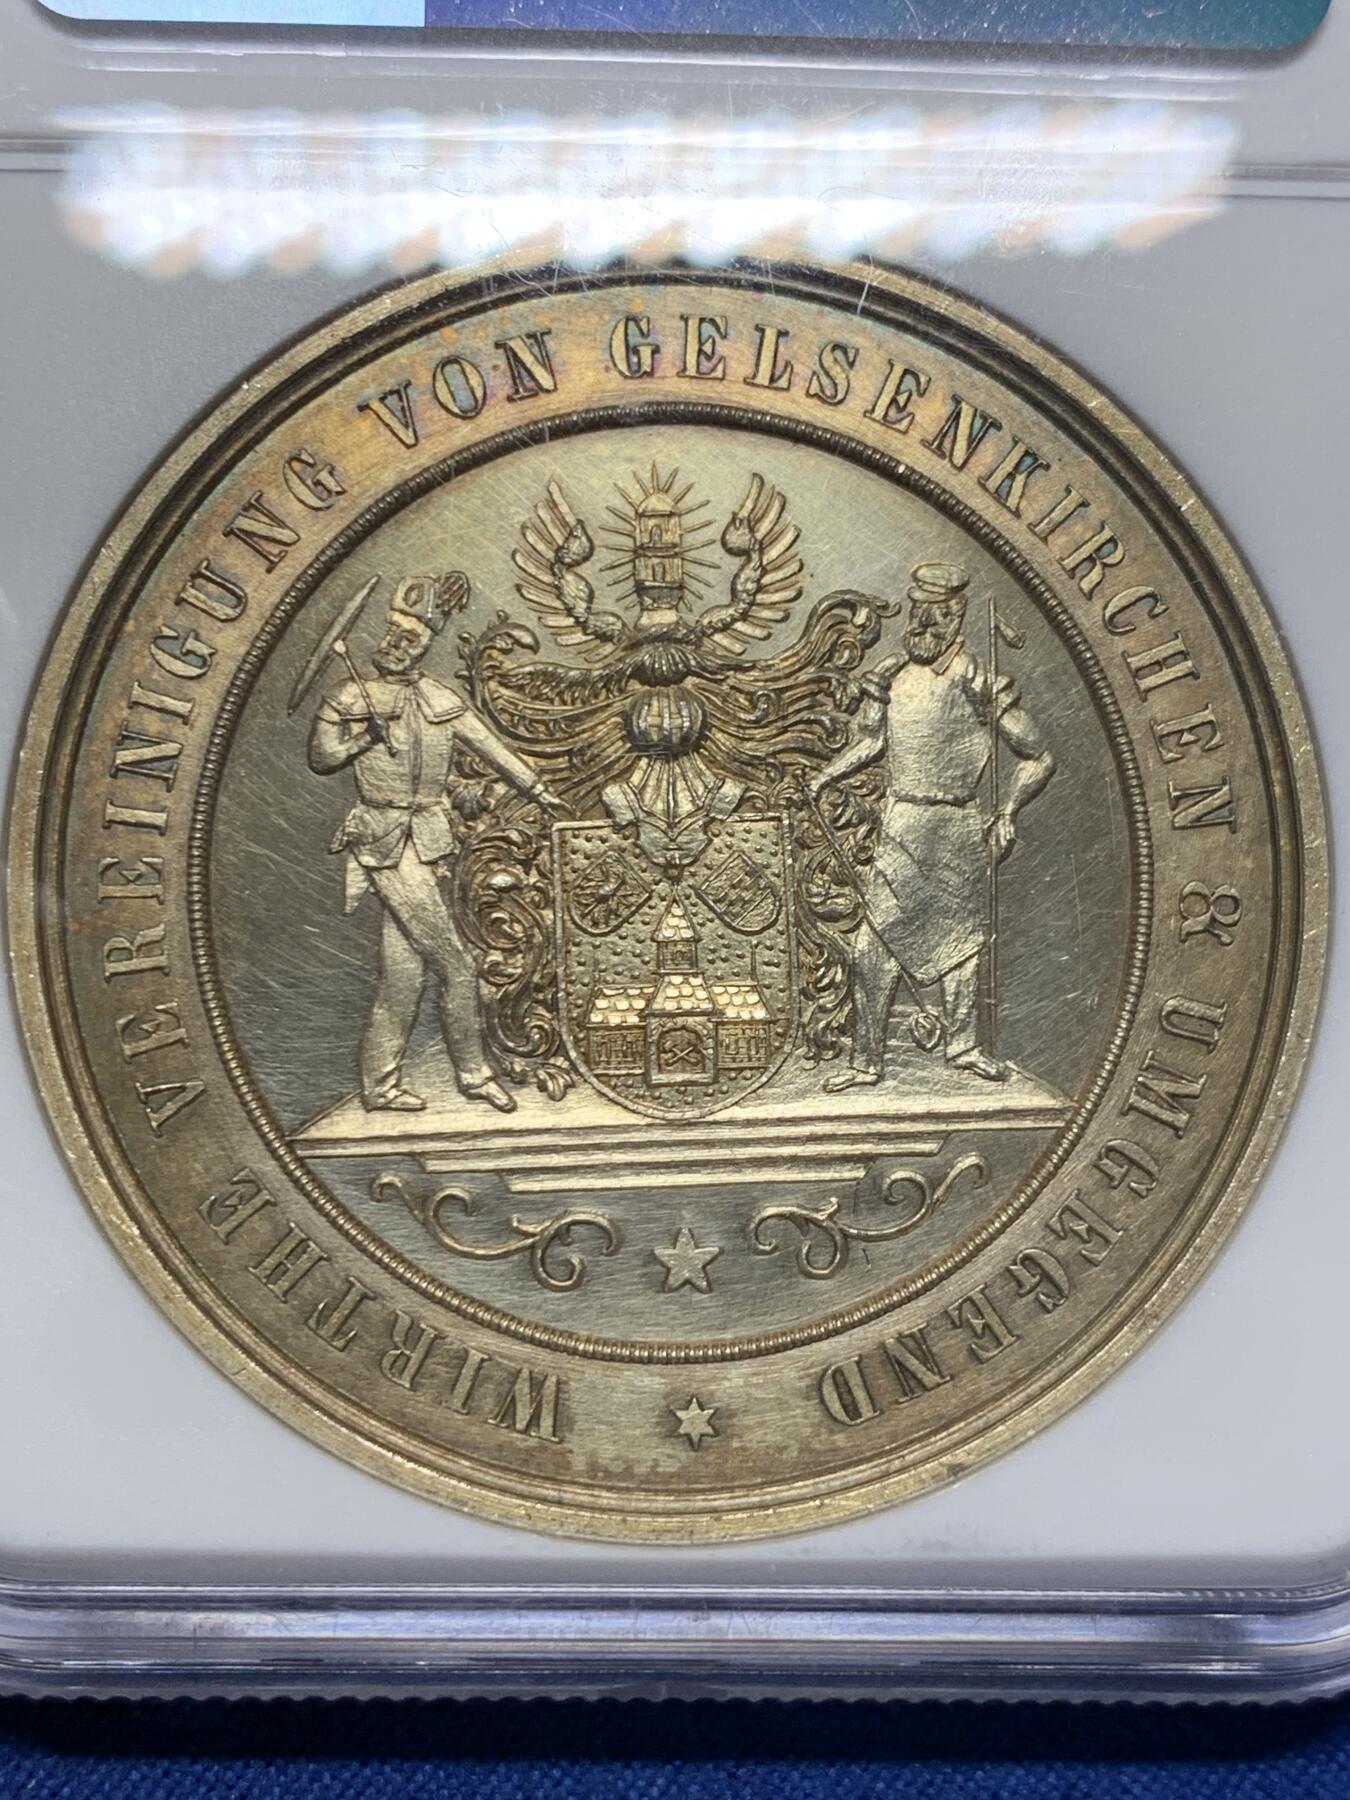 WIRTHE VEREINIGUNG VON GELSENKIRCHEN & UMGEGEND